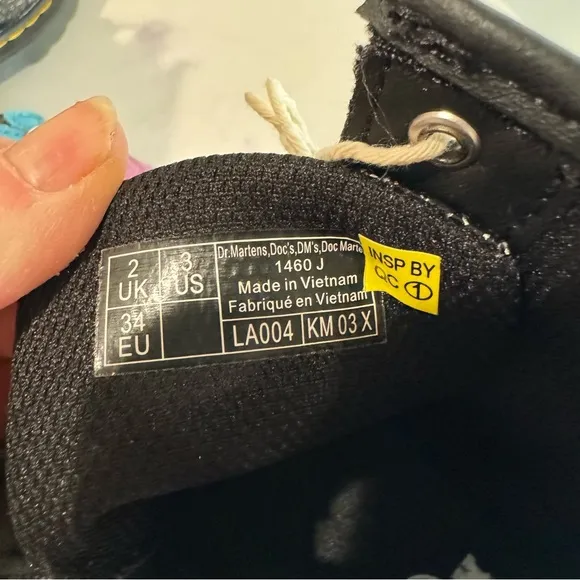 2
UK
3
US
34
EU
Dr.Martens,Doc's,DM's,Doc Marte
1460 J
Made in Vietnam
Fabriqué en Vietnam
LA004
KM 03 X
INSP BY
QC 1